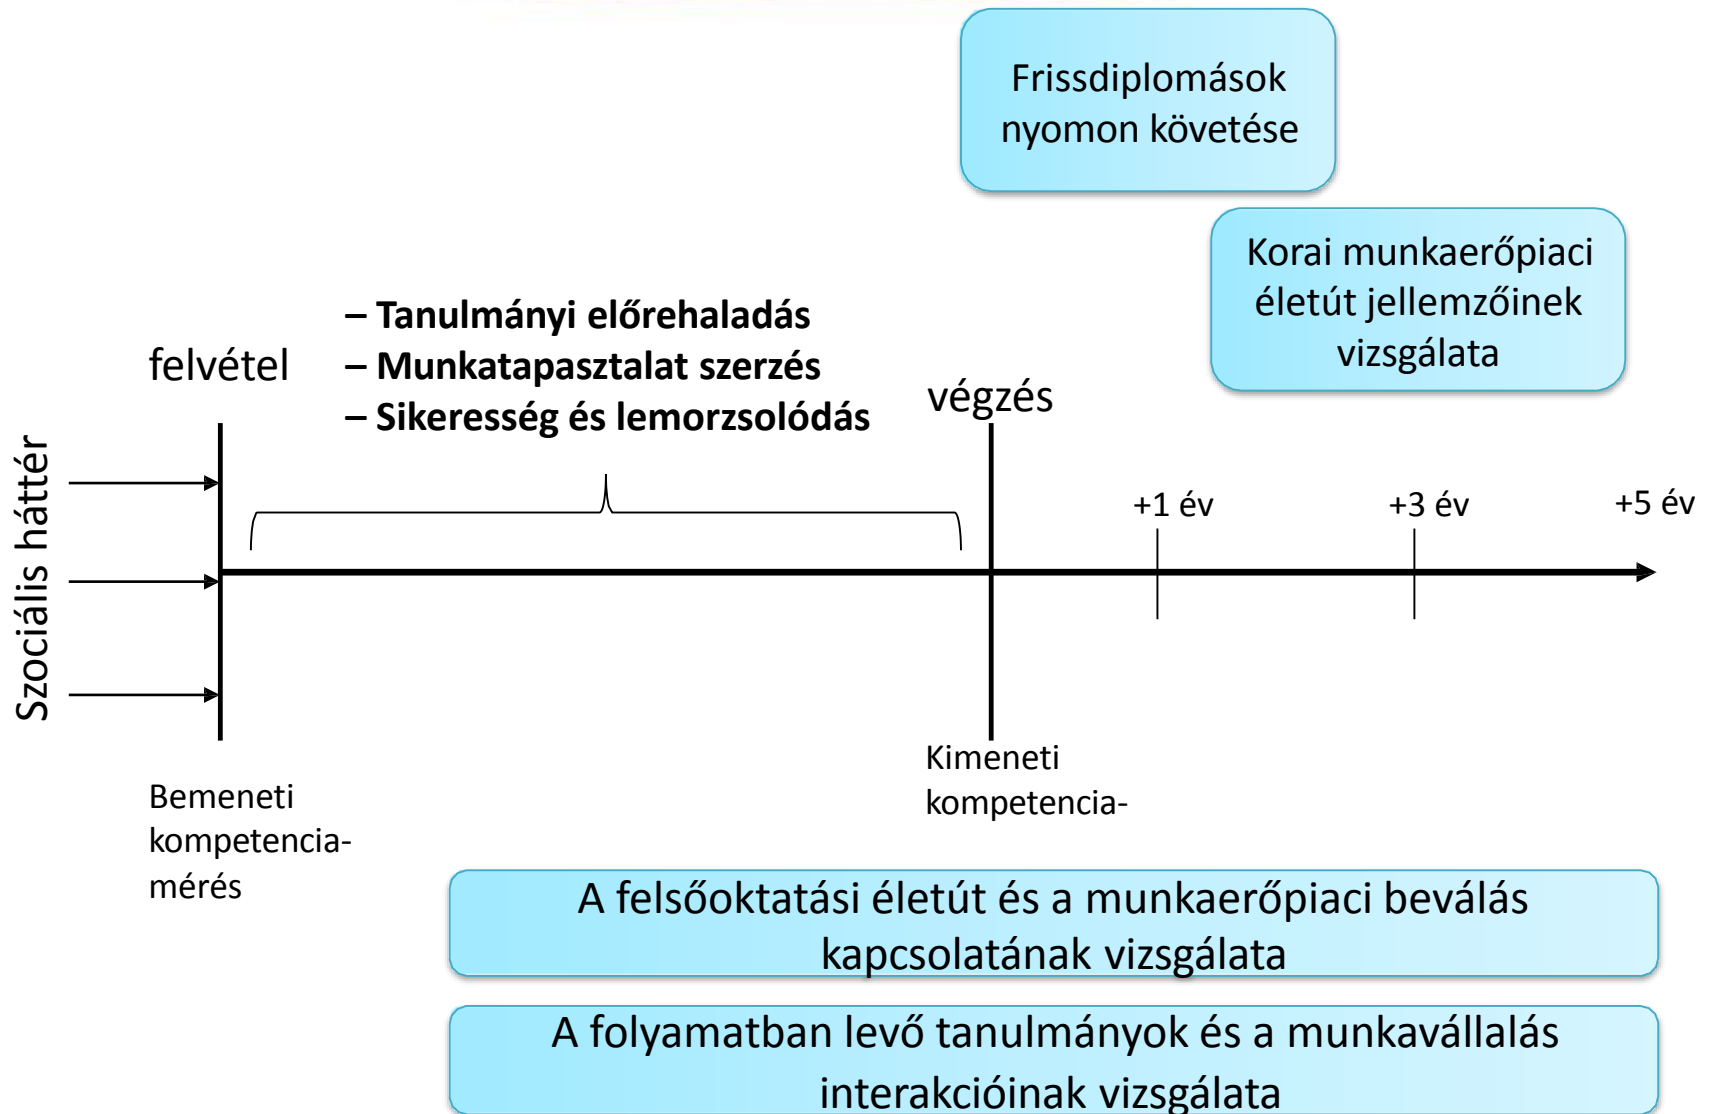 Frissdiplomások
nyomon követése
Korai munkaerőpiaci
életút jellemzőinek
vizsgálata
– Tanulmányi előrehaladás
– Munkatapasztalat szerzés
– Sikeresség és lemorzsolódás
felvétel
végzés
Szociális háttér
+1 év
+3 év
+5 év
Bemeneti
kompetencia-
mérés
Kimeneti
kompetencia-
A felsőoktatási életút és a munkaerőpiaci beválás
kapcsolatának vizsgálata
A folyamatban levő tanulmányok és a munkavállalás
interakcióinak vizsgálata